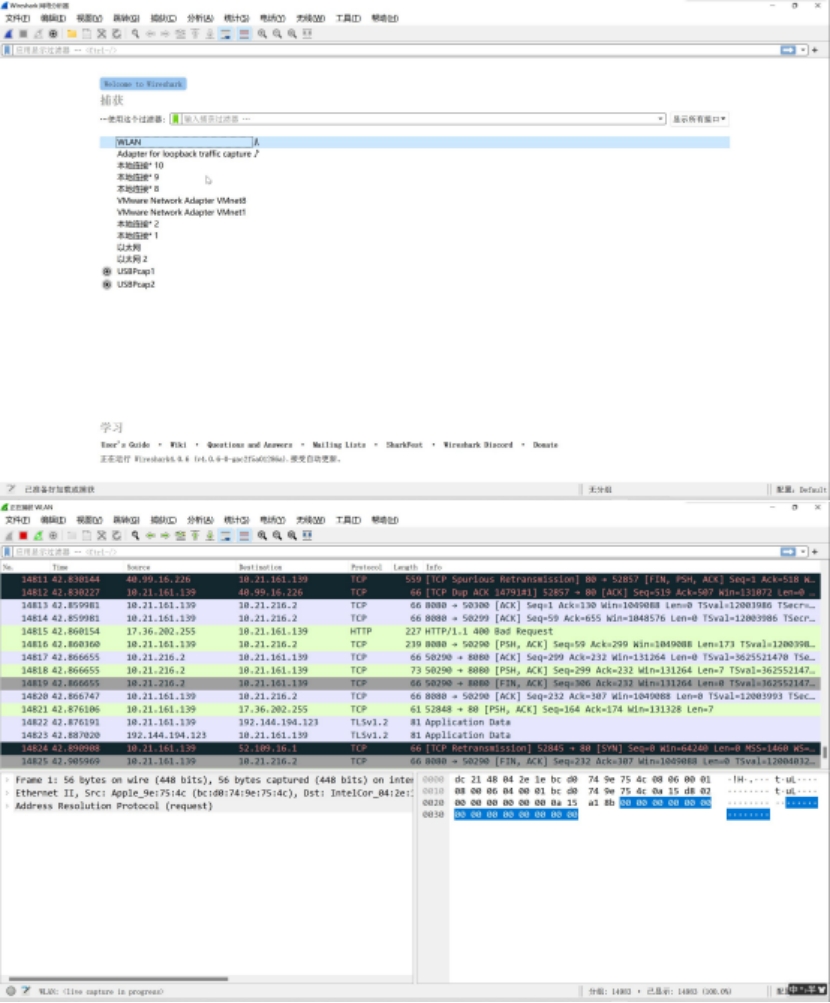 Wireshark 网络分析器
文件(F) 编辑(E) 视图(V) 跳转(G) 捕获(C) 分析(A) 统计(S) 电话(Y) 无线(W) 工具(T) 帮助(H)
应用显示过滤器 … <Ctrl-/>
Welcome to Wireshark
捕获
…使用这个过滤器: 输入捕获过滤器 … 显示所有接口
WLAN
Adapter for loopback traffic capture
本地连接* 10
本地连接* 9
本地连接* 8
VMware Network Adapter VMnet8
VMware Network Adapter VMnet1
本地连接* 2
本地连接* 1
以太网
以太网 2
USBPcap1
USBPcap2
学习
User's Guide · Wiki · Questions and Answers · Mailing Lists · SharkFest · Wireshark Discord · Donate
正在运行 接受自动更新。
已准备好加载或捕获 无分组 配置: Default
正在捕获 WLAN
文件(F) 编辑(E) 视图(V) 跳转(G) 捕获(C) 分析(A) 统计(S) 电话(Y) 无线(W) 工具(T) 帮助(H)
应用显示过滤器 … <Ctrl-/>
No. Time Source Destination Protocol Length Info
14811 42.830144 40.99.16.226 10.21.161.139 TCP 559 [TCP Spurious Retransmission] 80 → 52857 [FIN, PSH, ACK] Seq=1 Ack=518 W…
14812 42.830227 10.21.161.139 40.99.16.226 TCP 66 [TCP Dup ACK 14791#1] 52857 → 80 [ACK] Seq=519 Ack=507 Win=131072 Len=0 …
14813 42.859981 10.21.161.139 10.21.216.2 TCP 66 8080 → 50300 [ACK] Seq=1 Ack=130 Win=1049088 Len=0 TSval=12003986 TSecr=…
14814 42.859981 10.21.161.139 10.21.216.2 TCP 66 8080 → 50299 [ACK] Seq=59 Ack=655 Win=1048576 Len=0 TSval=12003986 TSec…
14815 42.860154 17.36.202.255 10.21.161.139 HTTP 227 HTTP/1.1 400 Bad Request
14816 42.860360 10.21.161.139 10.21.216.2 TCP 239 8080 → 50290 [PSH, ACK] Seq=59 Ack=299 Win=1049088 Len=173 TSval=1200398…
14817 42.866655 10.21.216.2 10.21.161.139 TCP 66 50290 → 8080 [ACK] Seq=299 Ack=232 Win=131264 Len=0 TSval=3625521470 TSe…
14818 42.866655 10.21.216.2 10.21.161.139 TCP 73 50290 → 8080 [PSH, ACK] Seq=299 Ack=232 Win=131264 Len=7 TSval=362552147…
14819 42.866655 10.21.216.2 10.21.161.139 TCP 66 50290 → 8080 [FIN, ACK] Seq=306 Ack=232 Win=131264 Len=0 TSval=362552147…
14820 42.866747 10.21.161.139 10.21.216.2 TCP 66 8080 → 50290 [ACK] Seq=232 Ack=307 Win=1049088 Len=0 TSval=12003993 TSec…
14821 42.876106 10.21.161.139 17.36.202.255 TCP 61 52848 → 80 [PSH, ACK] Seq=164 Ack=174 Win=131328 Len=7
14822 42.876191 10.21.161.139 192.144.194.123 TLSv1.2 81 Application Data
14823 42.887020 192.144.194.123 10.21.161.139 TLSv1.2 81 Application Data
14824 42.890908 10.21.161.139 52.109.16.1 TCP 66 [TCP Retransmission] 52845 → 80 [SYN] Seq=0 Win=64240 Len=0 MSS=1460 WS=…
14825 42.905969 10.21.161.139 10.21.216.2 TCP 66 8080 → 50290 [FIN, ACK] Seq=232 Ack=307 Win=1049088 Len=0 TSval=12004032…
Frame 1: 56 bytes on wire (448 bits), 56 bytes captured (448 bits) on inter
Ethernet II, Src: Apple_9e:75:4c (bc:d0:74:9e:75:4c), Dst: IntelCor_04:2e:
Address Resolution Protocol (request)
0000 dc 21 48 04 2e 1e bc d0 74 9e 75 4c 08 06 00 01 ·!H·.··· t·uL····
0010 08 00 06 04 00 01 bc d0 74 9e 75 4c 0a 15 d8 02 ········ t·uL····
0020 00 00 00 00 00 00 0a 15 a1 8b 00 00 00 00 00 00
0030 00 00 00 00 00 00 00 00
WLAN: <live capture in progress> 分组: 14903 · 已显示: 14903 (100.0%) 配